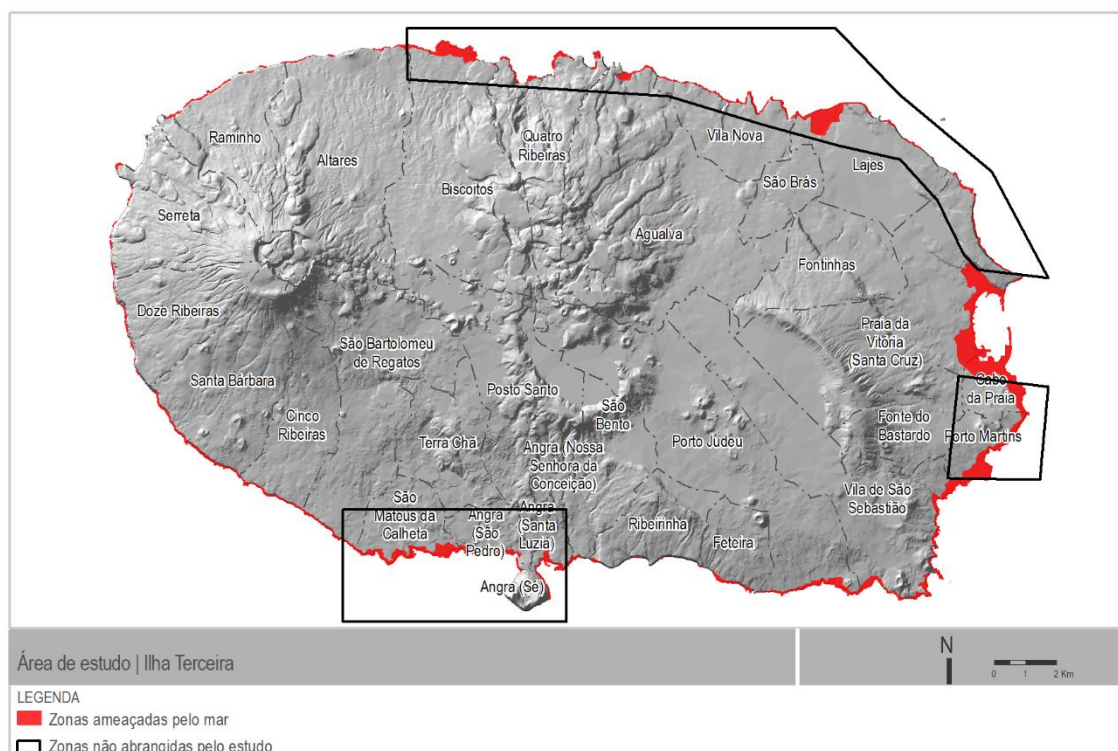 Raminho
Altares
Serreta
Biscoitos
Quatro
Ribeiras
Vila Nova
Lajes
São Brás
Agualva
Fontinhas
Doze Ribeiras
São Bartolomeu
de Regatos
Praia da
Vitória
(Santa Cruz)
Santa Bárbara
Posto Santo
Cabo
da Praia
Cinco
Ribeiras
São
Bento
Fonte do
Bastardo
Porto Martins
Terra Chã
Angra (Nossa
Senhora da
Conceição)
Porto Judeu
São
Mateus da
Calheta
Angra
(São
Pedro)
Angra
(Santa
Luzia)
Ribeirinha
Feteira
Vila de São
Sebastião
Angra (Sé)
Área de estudo | Ilha Terceira
N
0 1 2 Km
LEGENDA
Zonas ameaçadas pelo mar
Zonas não abrangidas pelo estudo